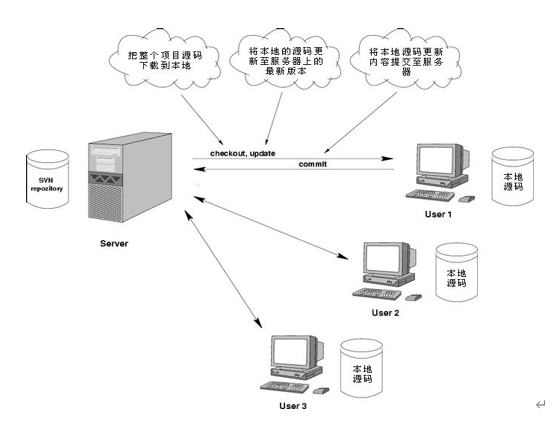 把整个项目源码
下载到本地
将本地的源码更
新至服务器上的
最新版本
将本地源码更新
内容提交至服务
器
checkout, update
commit
SVN
repozitory
Server
User 1
本地
源码
User 2
本地
源码
User 3
本地
源码